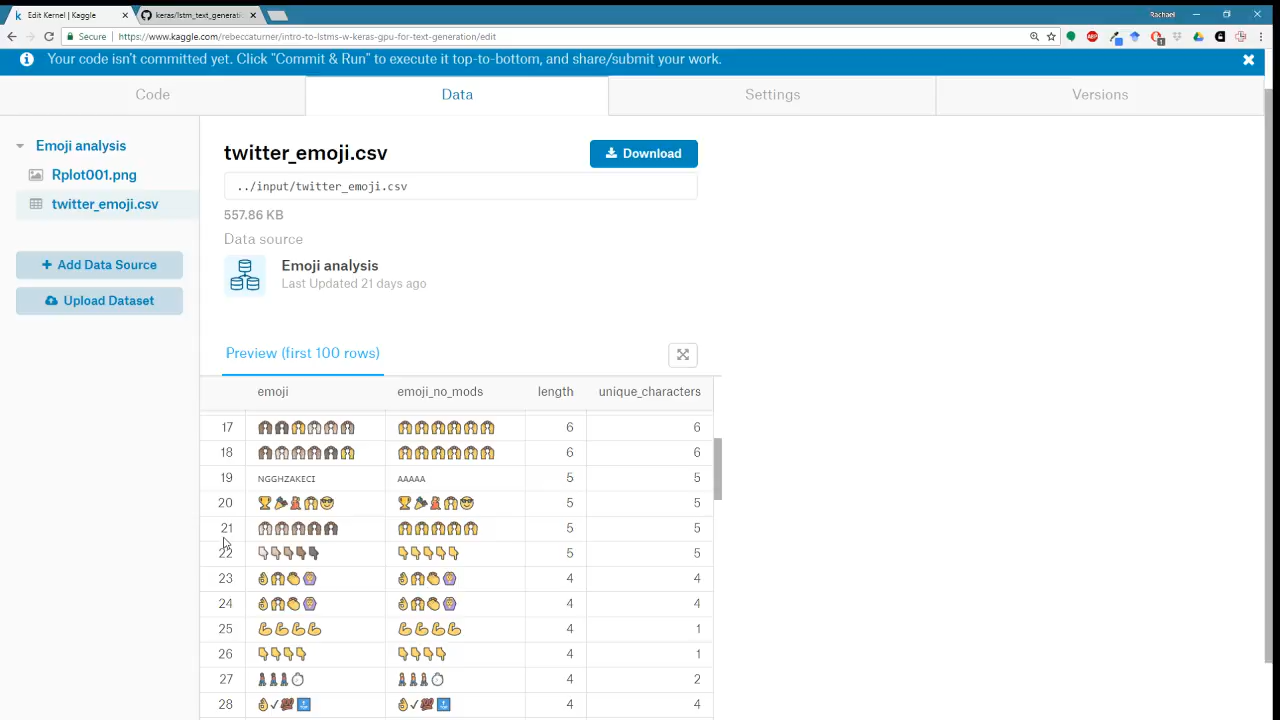 Edit Kernel | Kaggle
keras/lstm_text_generati
Rachael
Secure
https://www.kaggle.com/rebeccaturner/intro-to-lstms-w-keras-gpu-for-text-generation/edit
Your code isn't committed yet. Click "Commit & Run" to execute it top-to-bottom, and share/submit your work.
Code Data Settings Versions
Emoji analysis
Rplot001.png
twitter_emoji.csv
Add Data Source
Upload Dataset
twitter_emoji.csv
Download
../input/twitter_emoji.csv
557.86 KB
Data source
Emoji analysis
Last Updated 21 days ago
Preview (first 100 rows)
emoji emoji_no_mods length unique_characters
17 6 6
18 6 6
19 NGGHZAKECI AAAAA 5 5
20 5 5
21 5 5
22 5 5
23 4 4
24 4 4
25 4 1
26 4 1
27 4 2
28 4 4